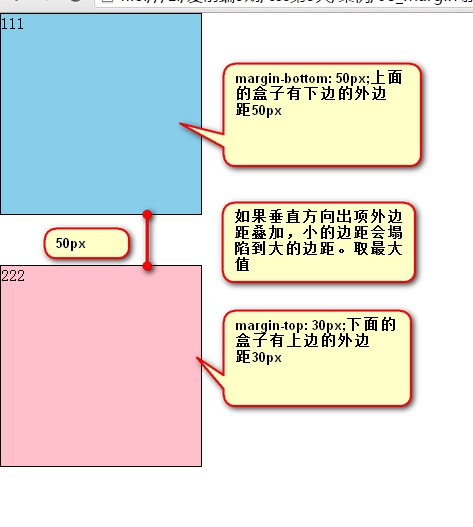 111
margin-bottom: 50px;上面
的盒子有下边的外边
距50px
如果垂直方向出项外边
距叠加，小的边距会塌
陷到大的边距。取最大
值
50px
222
margin-top: 30px;下面的
盒子有上边的外边
距30px